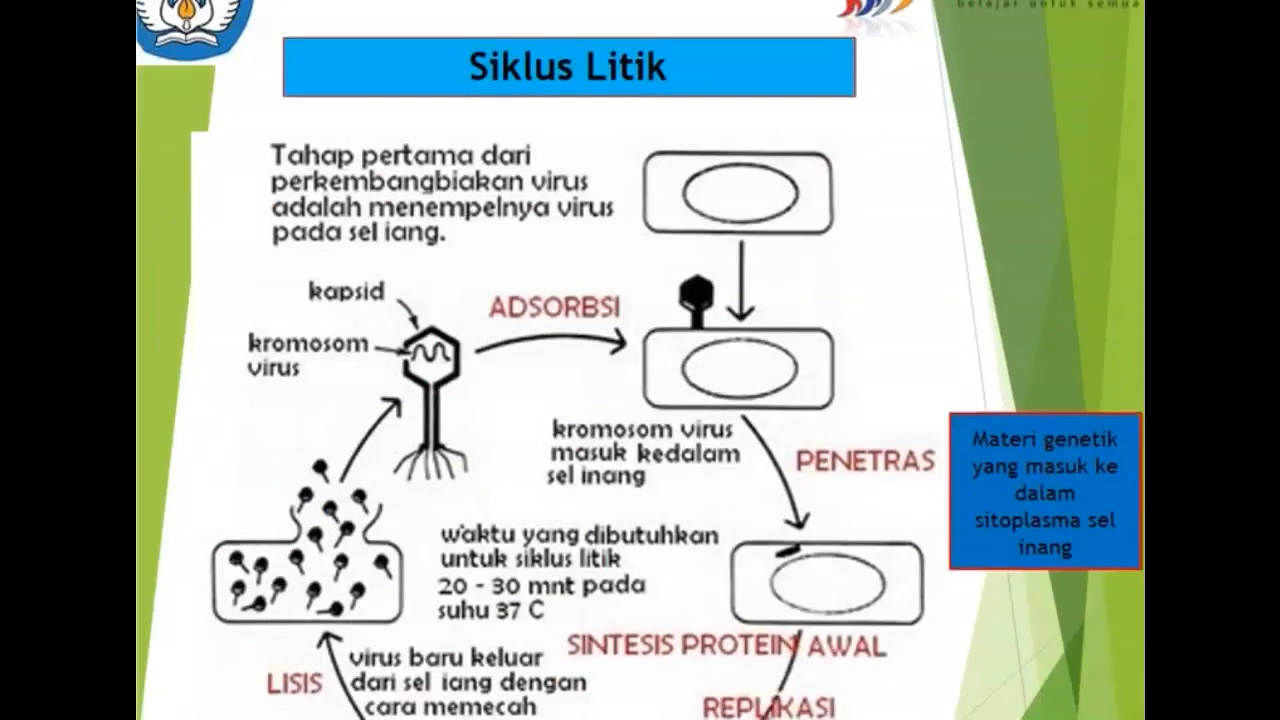 belajar untuk semua
Siklus Litik
Tahap pertama dari
perkembangbiakan virus
adalah menempelnya virus
pada sel iang.
kapsid
ADSORBSI
kromosom
virus
kromosom virus
masuk kedalam
sel inang
PENETRAS
Materi genetik
yang masuk ke
dalam
sitoplasma sel
inang
waktu yang dibutuhkan
untuk siklus litik
20 - 30 mnt pada
suhu 37 C
SINTESIS PROTEIN AWAL
LISIS
virus baru keluar
dari sel iang dengan
cara memecah
REPLIKASI